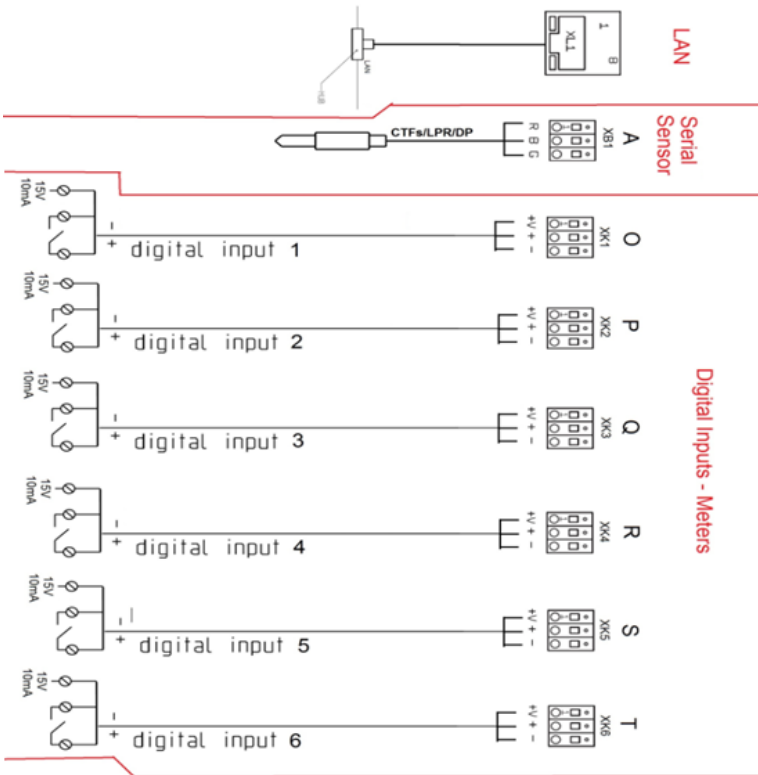 LAN
XL1
1
8
LAN
HUB
Serial
Sensor
A
XB1
R
B
G
CTFs/LPR/DP
Digital Inputs - Meters
O
XK1
+V
+
-
-
+
digital input 1
15V
10mA
P
XK2
+V
+
-
-
+
digital input 2
15V
10mA
Q
XK3
+V
+
-
-
+
digital input 3
15V
10mA
R
XK4
+V
+
-
-
+
digital input 4
15V
10mA
S
XK5
+V
+
-
-
+
digital input 5
15V
10mA
T
XK6
+V
+
-
-
+
digital input 6
15V
10mA